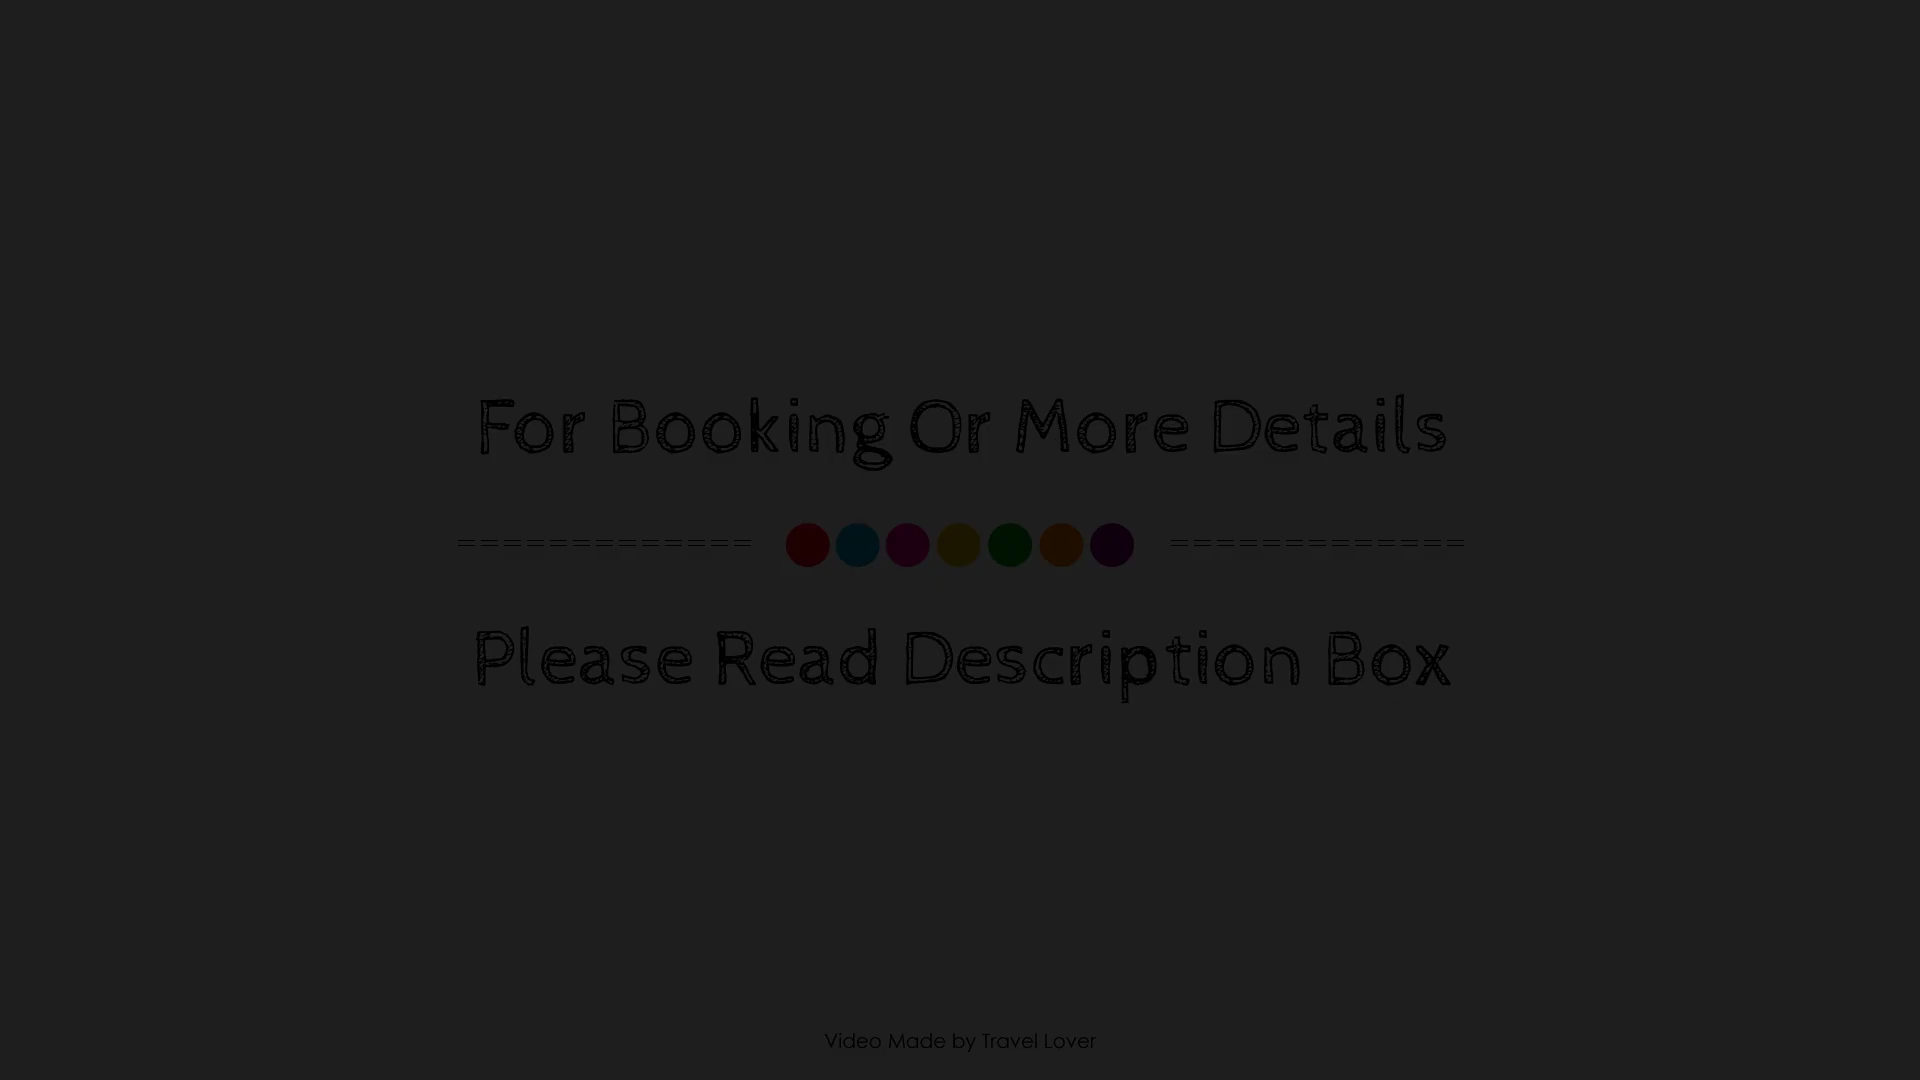 For Booking Or More Details
============= =============
Please Read Description Box
Video Made by Travel Lover